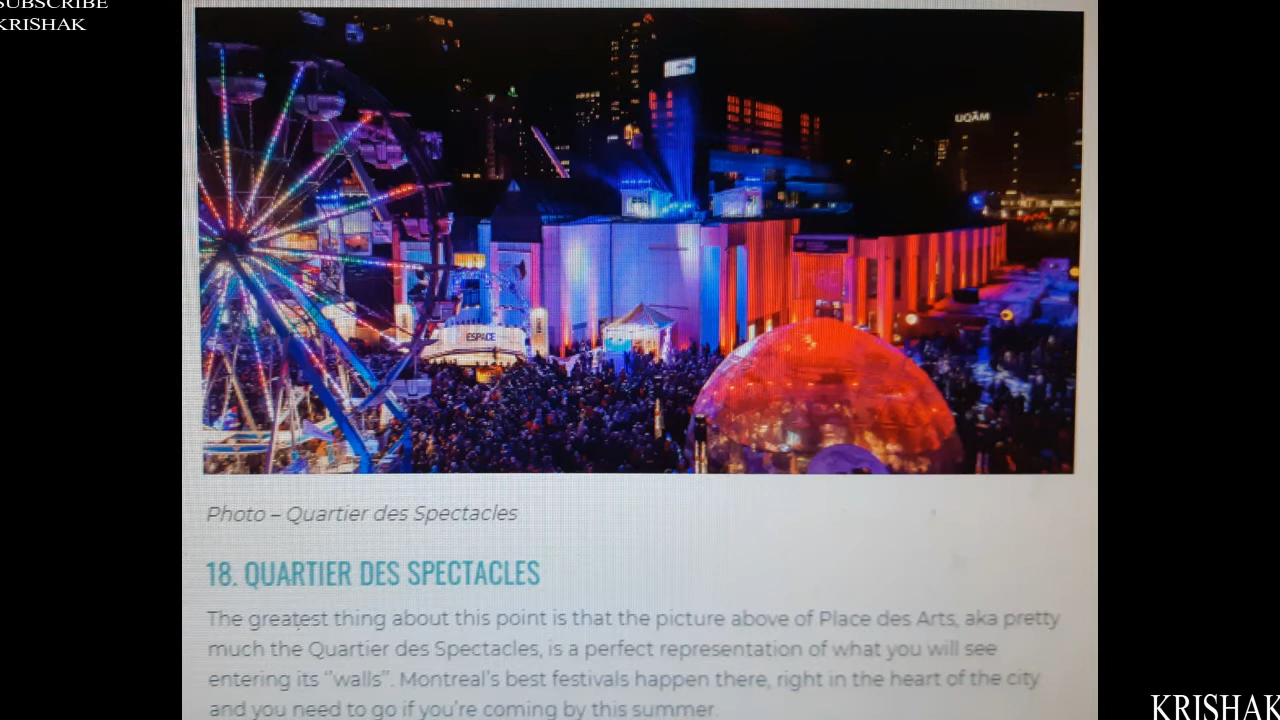 SUBSCRIBE
KRISHAK
UQAM
ESPACE
Photo – Quartier des Spectacles
18. QUARTIER DES SPECTACLES
The greatest thing about this point is that the picture above of Place des Arts, aka pretty
much the Quartier des Spectacles, is a perfect representation of what you will see
entering its "walls". Montreal's best festivals happen there, right in the heart of the city
and you need to go if you're coming by this summer.
KRISHAK